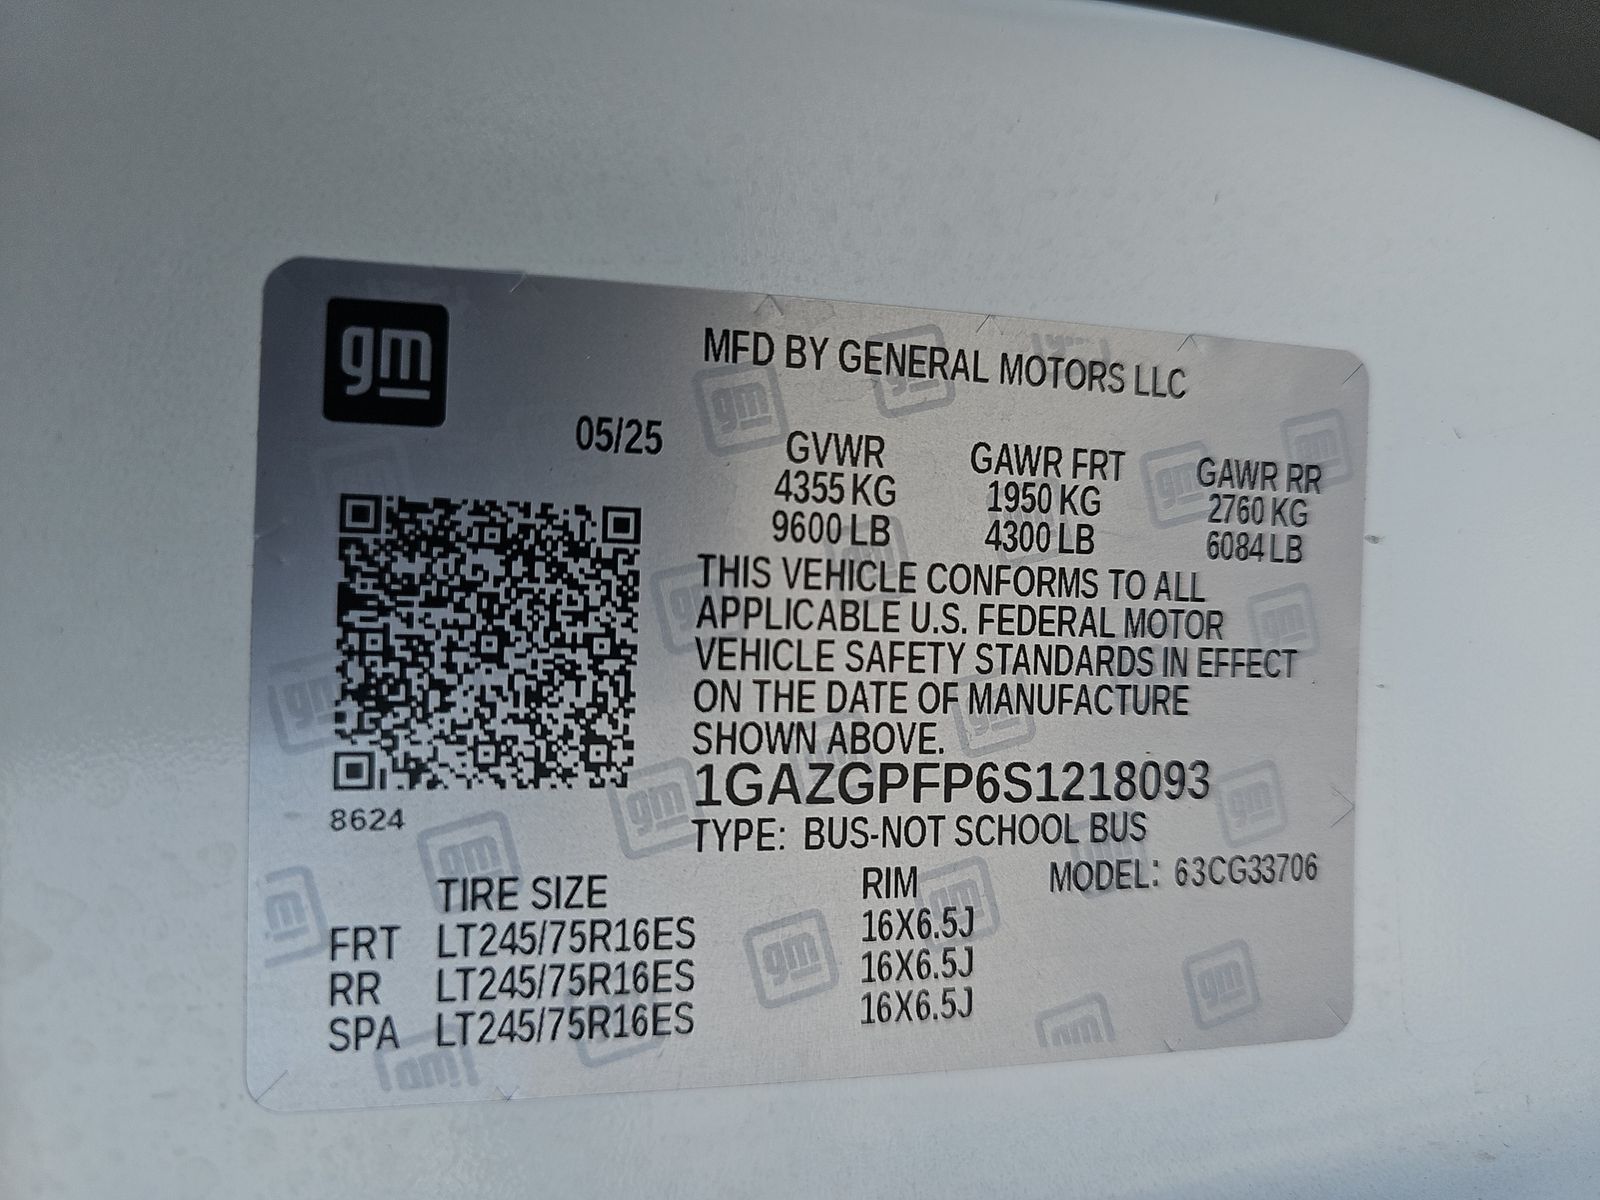 gm
MFD BY GENERAL MOTORS LLC
05/25
GVWR GAWR FRT GAWR RR
4355 KG 1950 KG 2760 KG
9600 LB 4300 LB 6084 LB
THIS VEHICLE CONFORMS TO ALL
APPLICABLE U.S. FEDERAL MOTOR
VEHICLE SAFETY STANDARDS IN EFFECT
ON THE DATE OF MANUFACTURE
SHOWN ABOVE.
1GAZGPFP6S1218093
8624
TYPE: BUS-NOT SCHOOL BUS
TIRE SIZE RIM MODEL: 63CG33706
FRT LT245/75R16ES 16X6.5J
RR LT245/75R16ES 16X6.5J
SPA LT245/75R16ES 16X6.5J